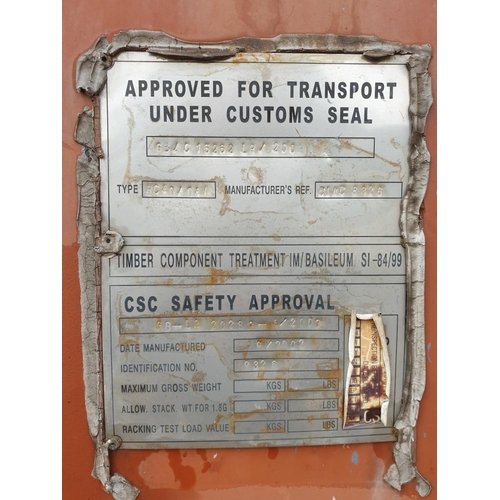 APPROVED FOR TRANSPORT
UNDER CUSTOMS SEAL
TYPE MANUFACTURER'S REF.
TIMBER COMPONENT TREATMENT IM/BASILEUM SI-84/99
CSC SAFETY APPROVAL
DATE MANUFACTURED
IDENTIFICATION NO.
MAXIMUM GROSS WEIGHT KGS LBS
ALLOW. STACK. WT FOR 1.8G KGS LBS
RACKING TEST LOAD VALUE KGS LBS